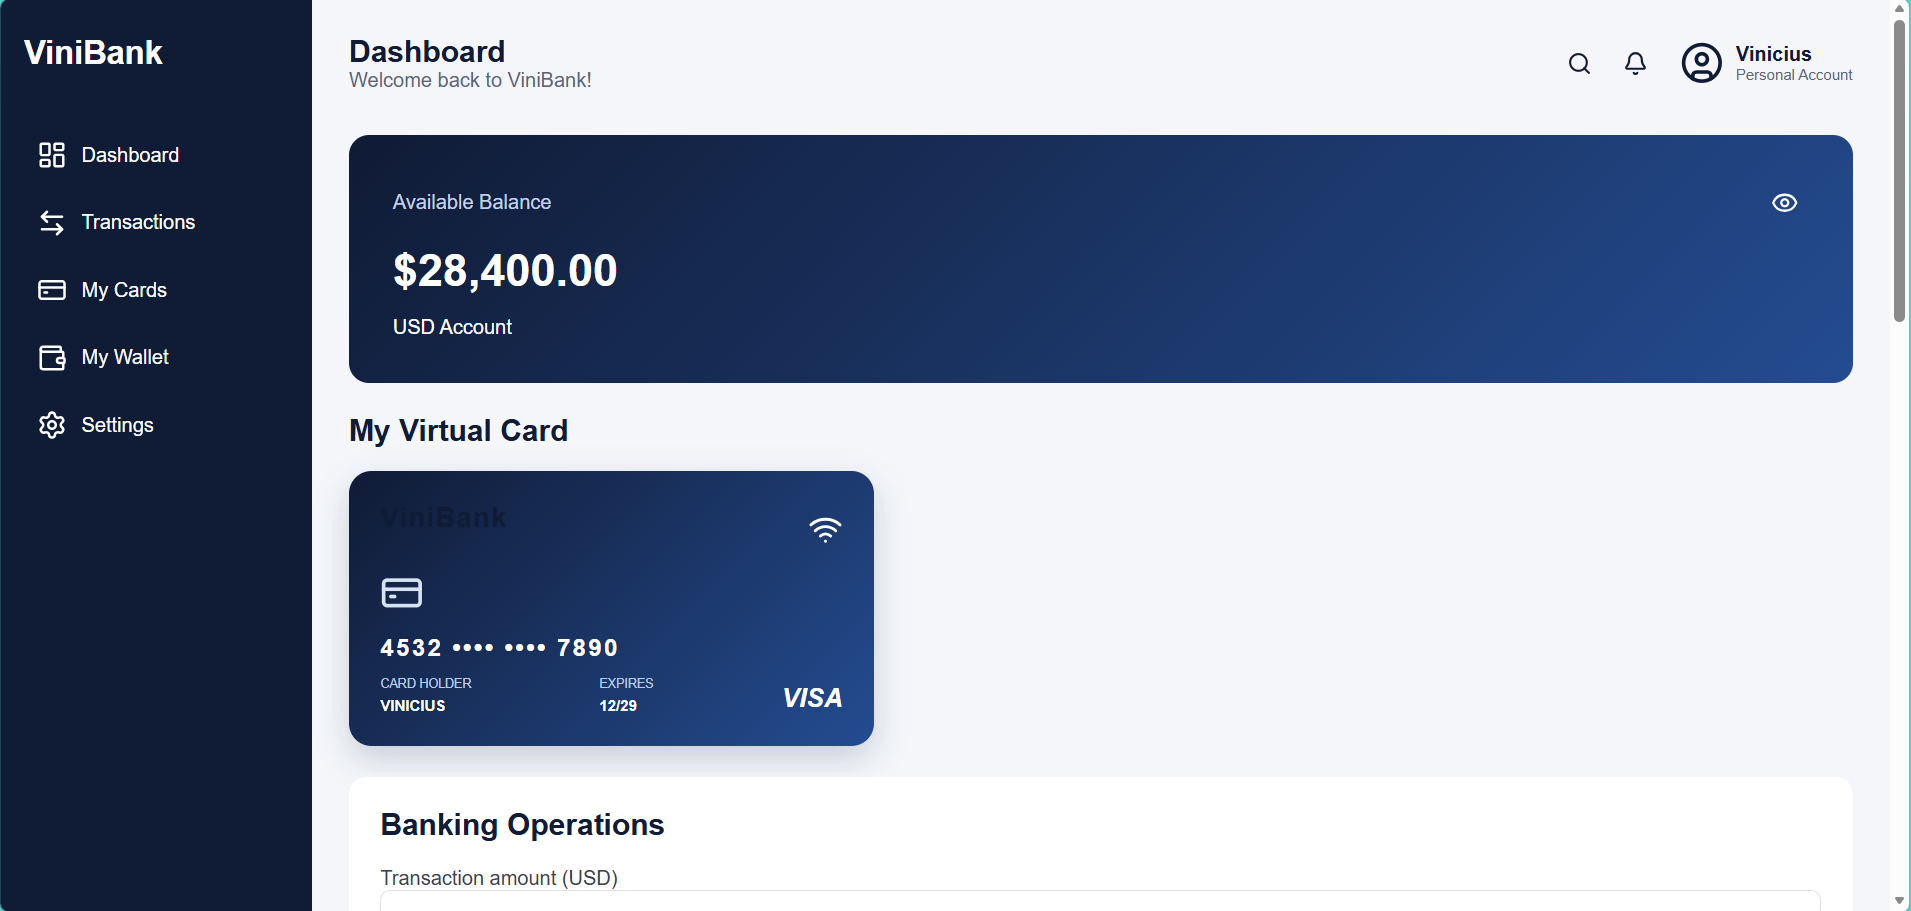 ViniBank
Dashboard
Transactions
My Cards
My Wallet
Settings
Dashboard
Welcome back to ViniBank!
Vinicius
Personal Account
Available Balance
$28,400.00
USD Account
My Virtual Card
ViniBank
4532 •••• •••• 7890
CARD HOLDER
VINICIUS
EXPIRES
12/29
VISA
Banking Operations
Transaction amount (USD)